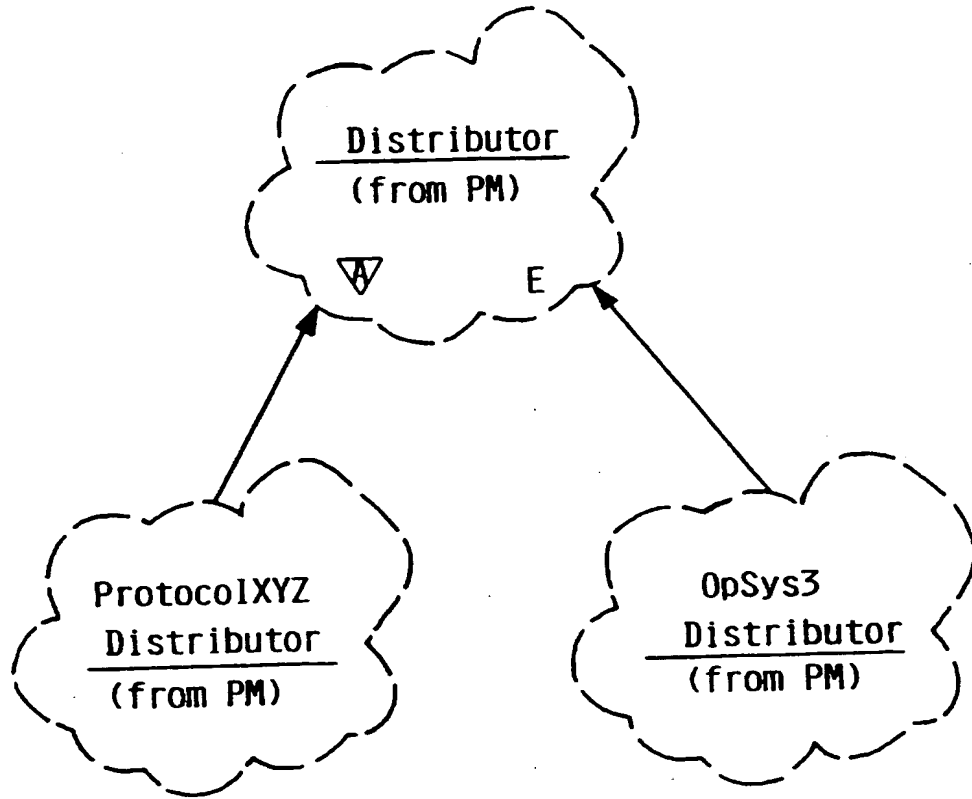 Distributor
(from PM)
A
E
ProtocolXYZ
Distributor
(from PM)
OpSys3
Distributor
(from PM)